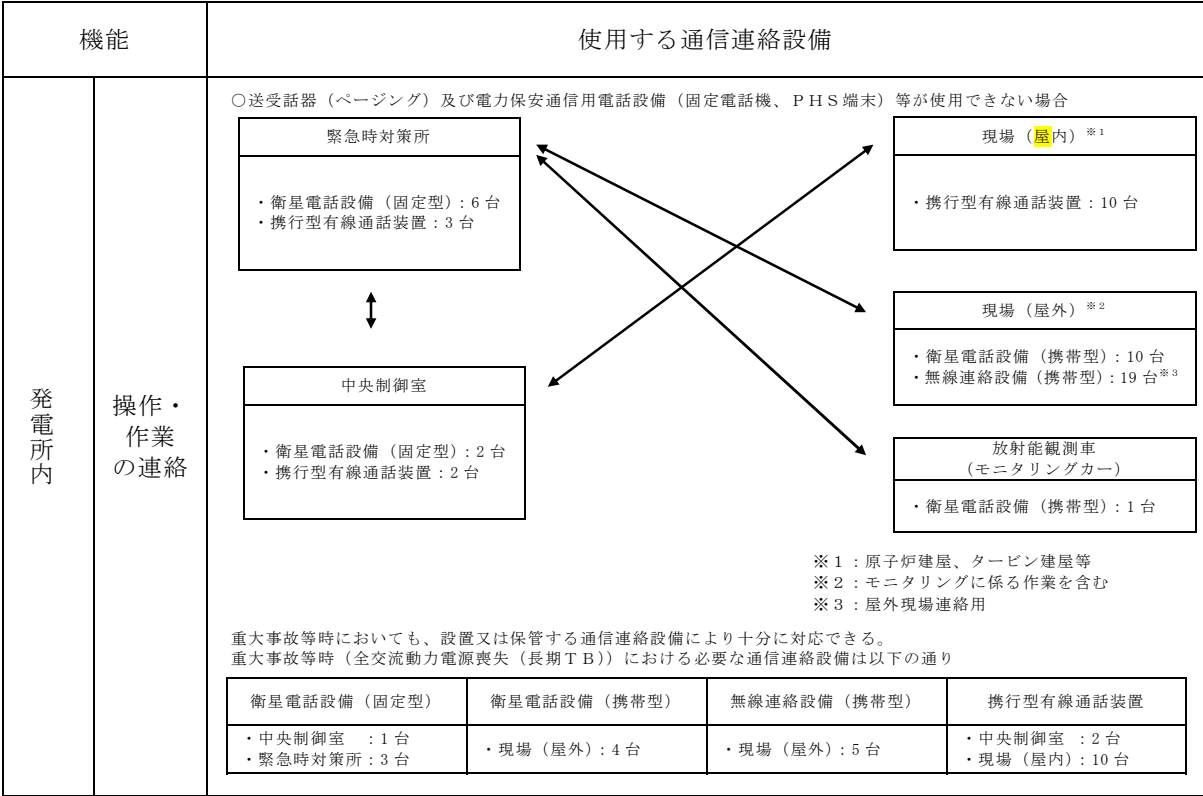 機能
使用する通信連絡設備
発電所内
操作・
作業
の連絡
○送受話器（ページング）及び電力保安通信用電話設備（固定電話機、ＰＨＳ端末）等が使用できない場合
緊急時対策所
・衛星電話設備（固定型）：6 台
・携行型有線通話装置：3 台
中央制御室
・衛星電話設備（固定型）：2 台
・携行型有線通話装置：2 台
現場（屋内）※1
・携行型有線通話装置：10 台
現場（屋外）※2
・衛星電話設備（携帯型）：10 台
・無線連絡設備（携帯型）：19 台※3
放射能観測車
（モニタリングカー）
・衛星電話設備（携帯型）：1 台
※１：原子炉建屋、タービン建屋等
※２：モニタリングに係る作業を含む
※３：屋外現場連絡用
重大事故等時においても、設置又は保管する通信連絡設備により十分に対応できる。
重大事故等時（全交流動力電源喪失（長期ＴＢ））における必要な通信連絡設備は以下の通り
衛星電話設備（固定型）
衛星電話設備（携帯型）
無線連絡設備（携帯型）
携行型有線通話装置
・中央制御室　：1 台
・緊急時対策所：3 台
・現場（屋外）：4 台
・現場（屋外）：5 台
・中央制御室　：2 台
・現場（屋内）：10 台